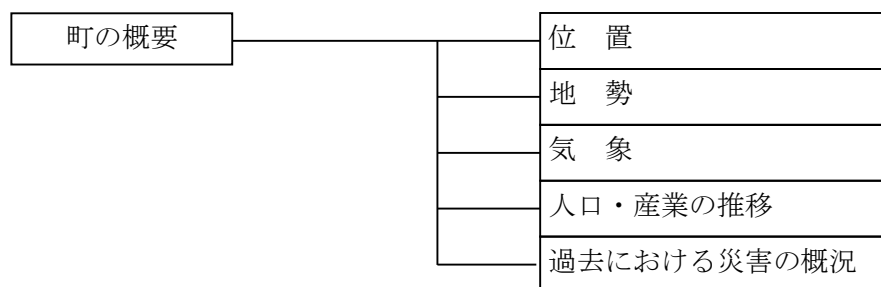 町の概要
位　置
地　勢
気　象
人口・産業の推移
過去における災害の概況